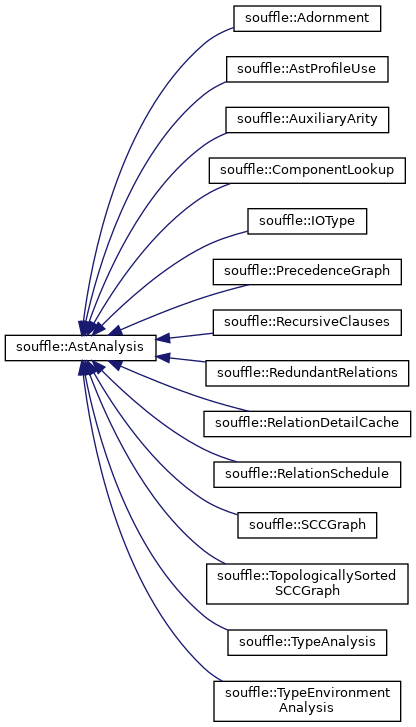 souffle::Adornment
souffle::AstProfileUse
souffle::AuxiliaryArity
souffle::ComponentLookup
souffle::IOType
souffle::PrecedenceGraph
souffle::RecursiveClauses
souffle::AstAnalysis
souffle::RedundantRelations
souffle::RelationDetailCache
souffle::RelationSchedule
souffle::SCCGraph
souffle::TopologicallySorted
SCCGraph
souffle::TypeAnalysis
souffle::TypeEnvironment
Analysis